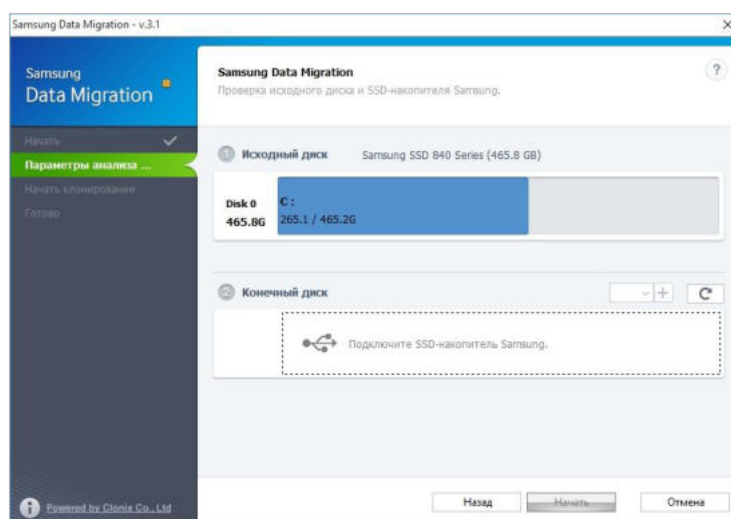 Samsung Data Migration - v.3.1
Samsung
Data Migration
Начать
Параметры анализа ...
Начать клонирование
Готово
Powered by Clonix Co., Ltd
Samsung Data Migration
Проверка исходного диска и SSD-накопителя Samsung.
?
1 Исходный диск Samsung SSD 840 Series (465.8 GB)
Disk 0
465.8G
C :
265.1 / 465.2G
2 Конечный диск
Подключите SSD-накопитель Samsung.
Назад
Начать
Отмена